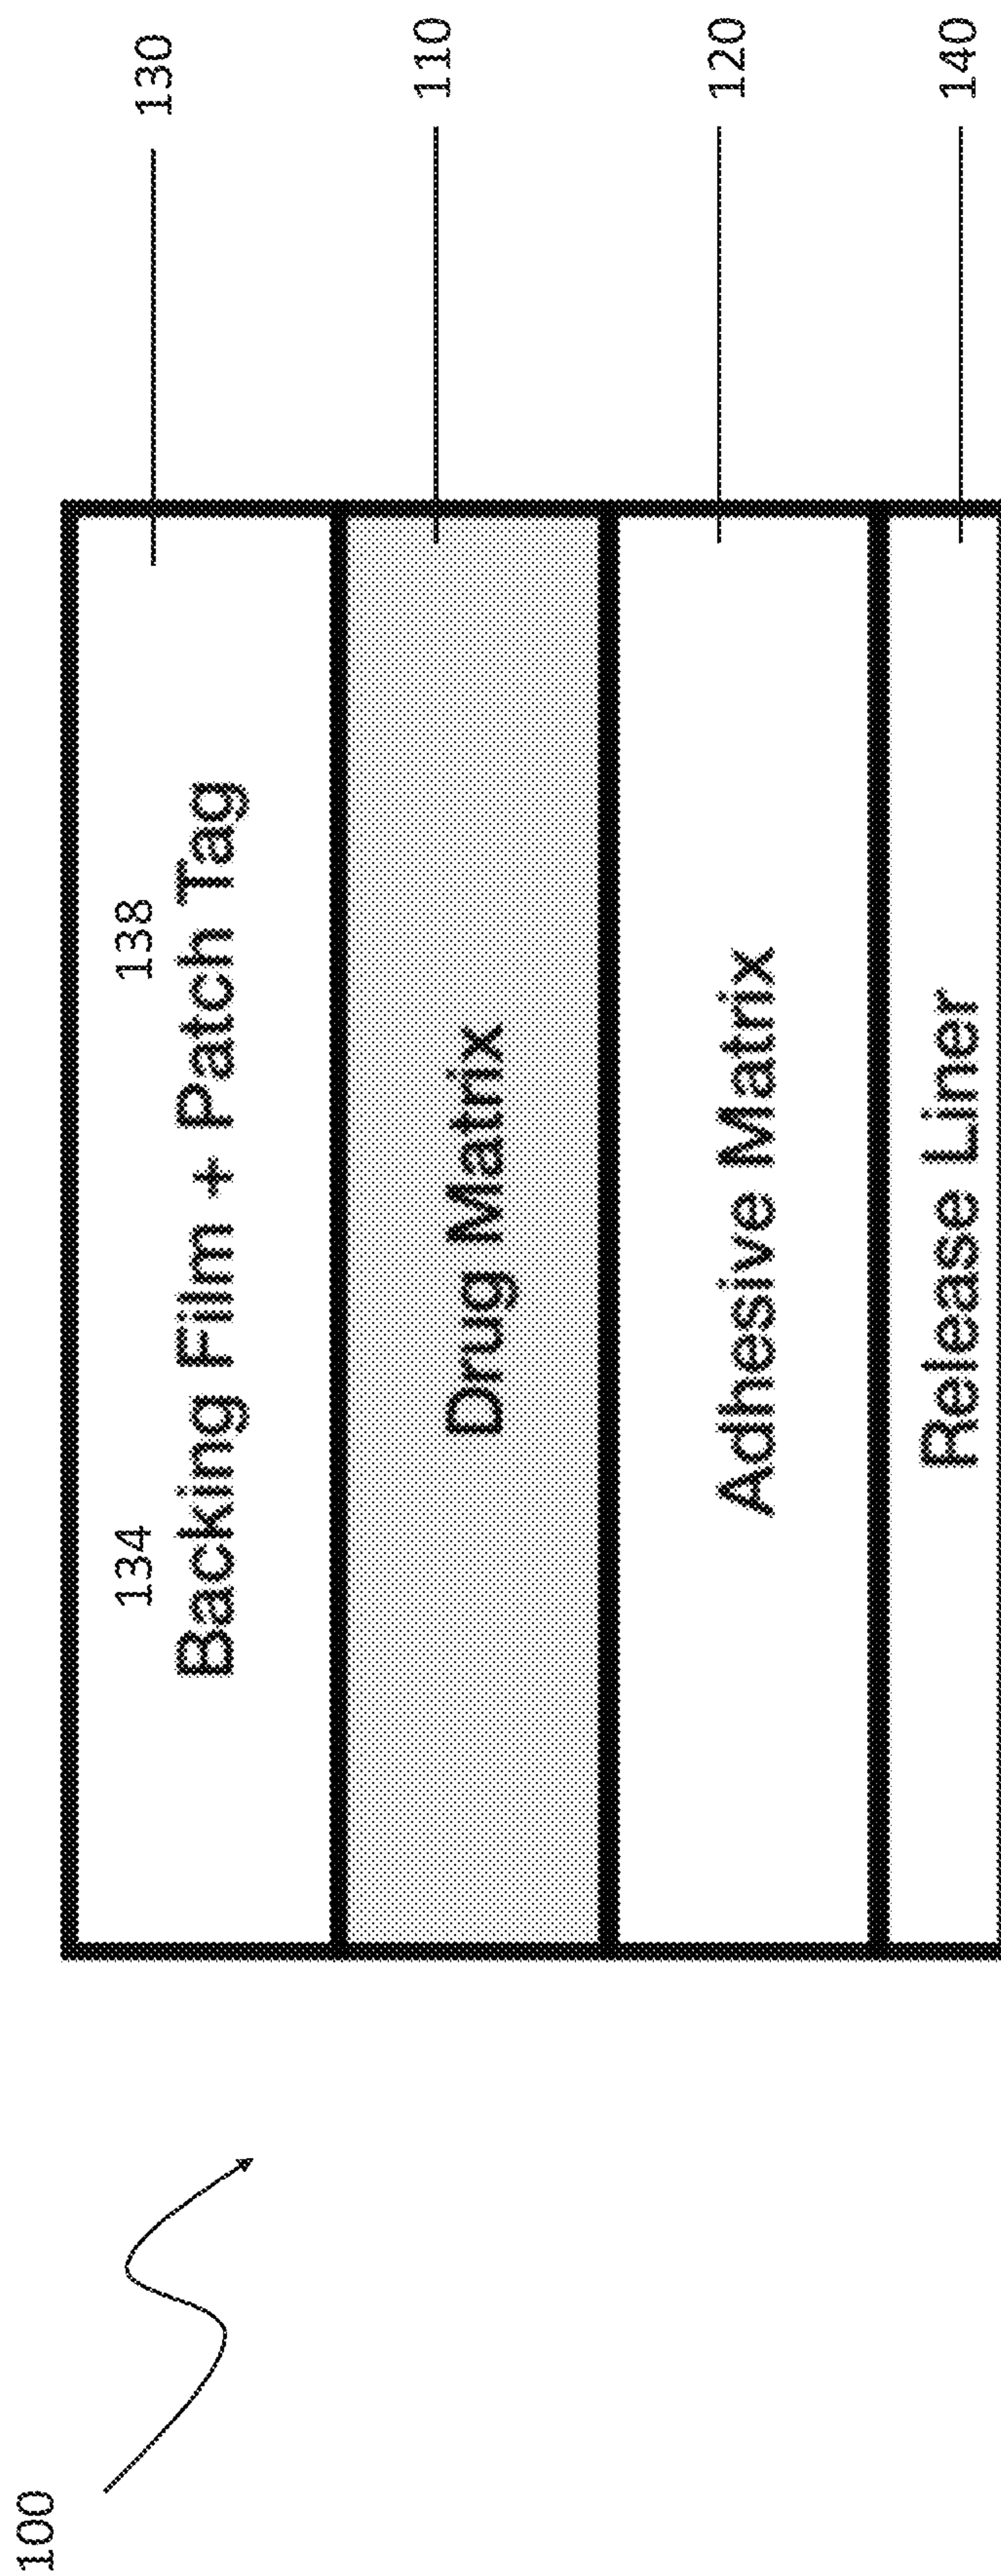 100
134 138
Backing Film + Patch Tag
130
Drug Matrix
110
Adhesive Matrix
120
Release Liner
140